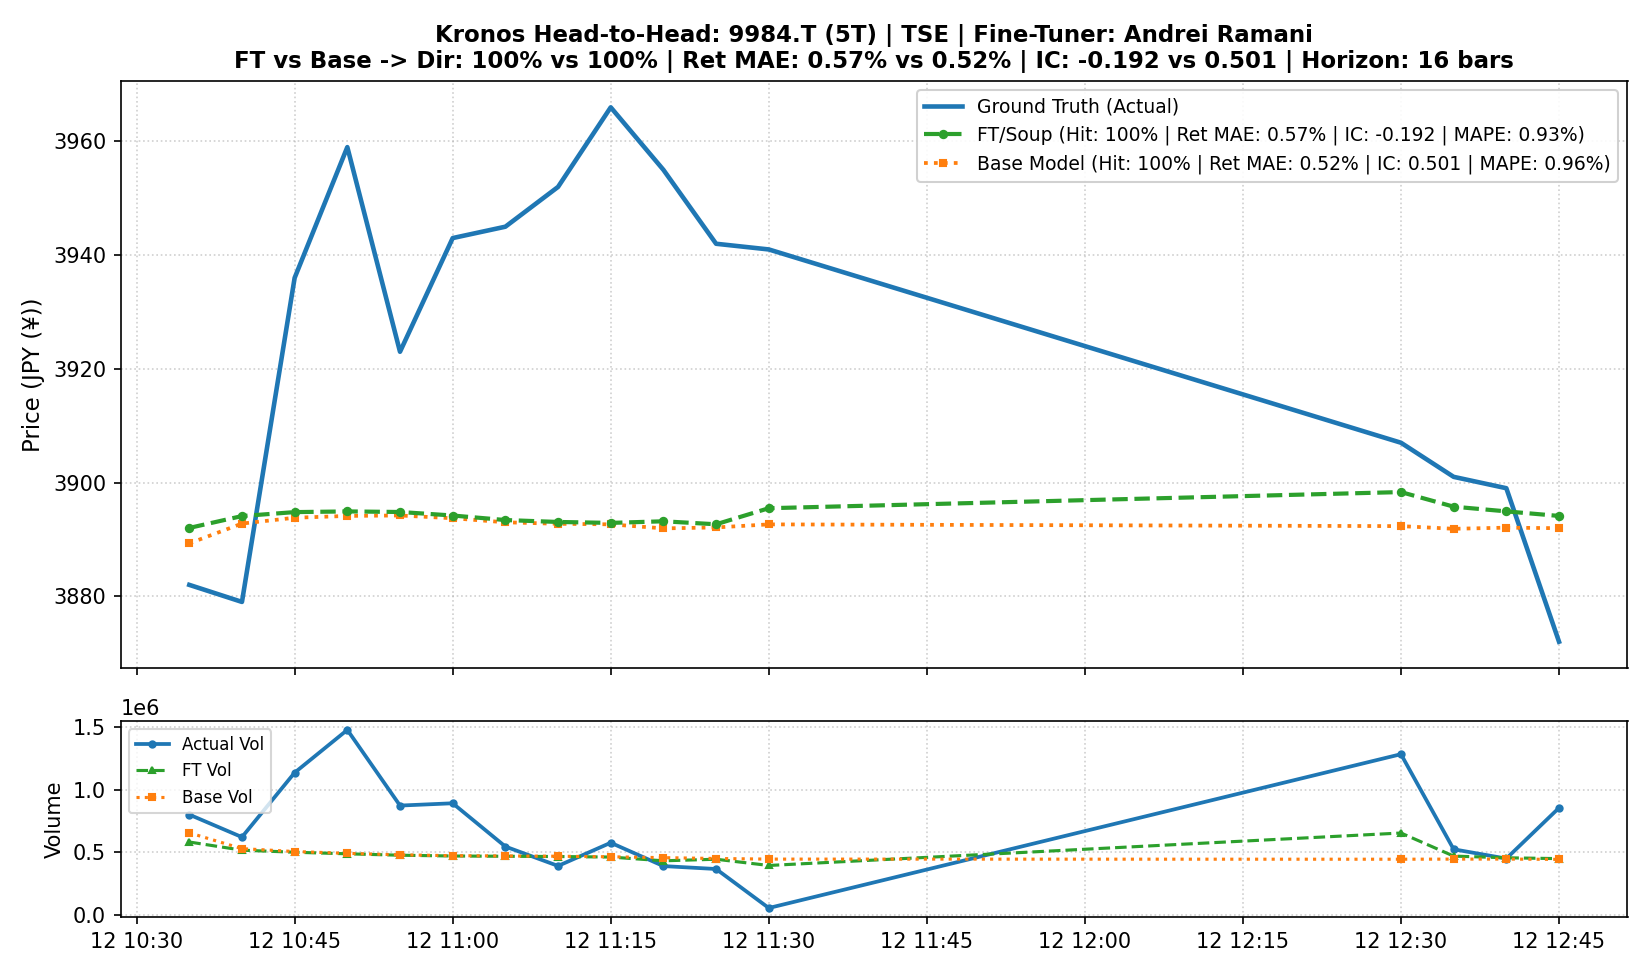 Kronos Head-to-Head: 9984.T (5T) | TSE | Fine-Tuner: Andrei Ramani
FT vs Base -> Dir: 100% vs 100% | Ret MAE: 0.57% vs 0.52% | IC: -0.192 vs 0.501 | Horizon: 16 bars
Ground Truth (Actual)
FT/Soup (Hit: 100% | Ret MAE: 0.57% | IC: -0.192 | MAPE: 0.93%)
Base Model (Hit: 100% | Ret MAE: 0.52% | IC: 0.501 | MAPE: 0.96%)
Price (JPY (¥))
3960
3940
3920
3900
3880
1e6
Volume
1.5
1.0
0.5
0.0
Actual Vol
FT Vol
Base Vol
12 10:30 12 10:45 12 11:00 12 11:15 12 11:30 12 11:45 12 12:00 12 12:15 12 12:30 12 12:45